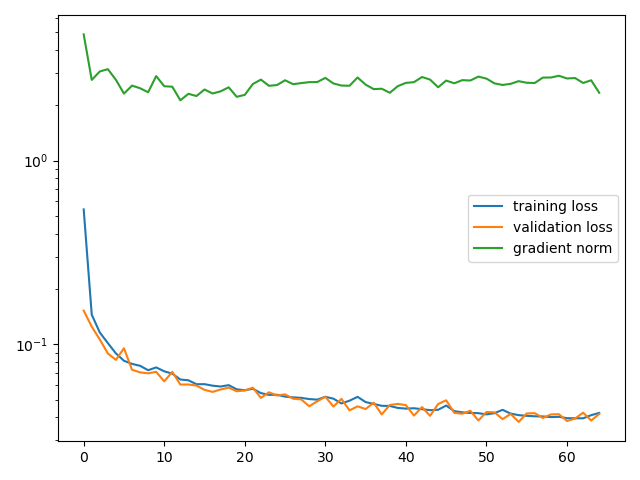 10⁰
10⁻¹
0 10 20 30 40 50 60
training loss
validation loss
gradient norm